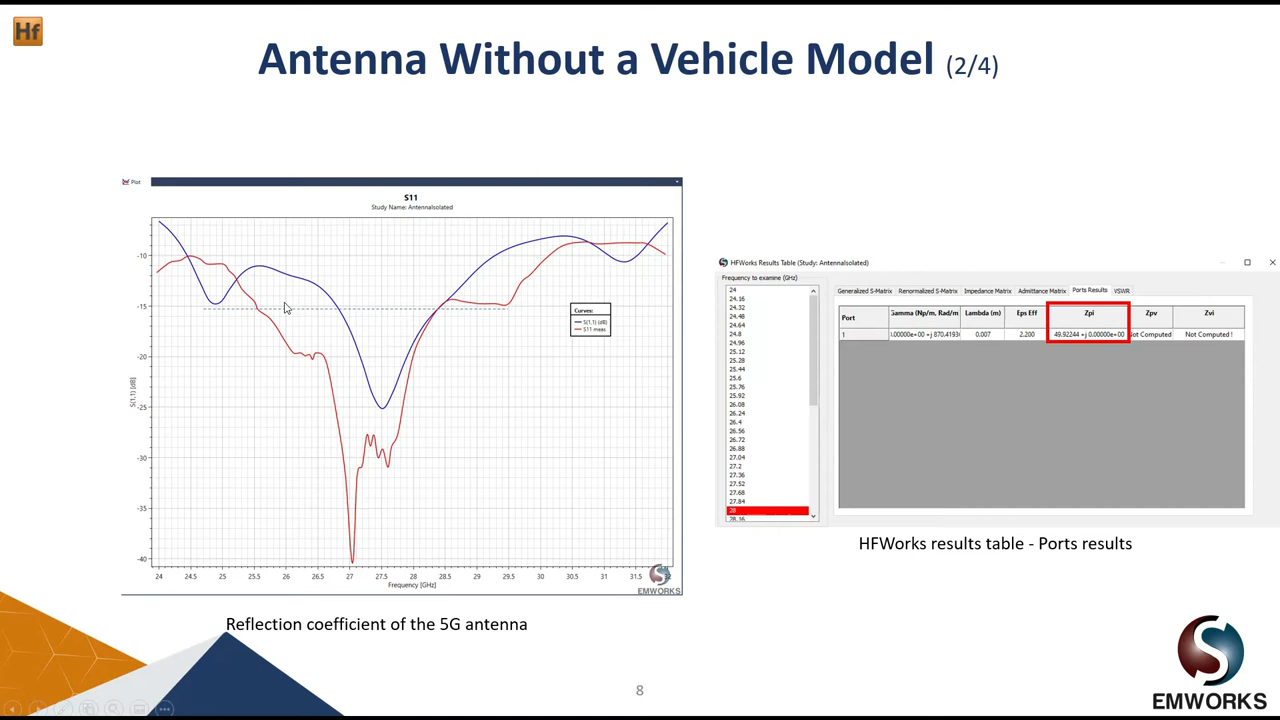 Hf
Antenna Without a Vehicle Model (2/4)
Plot
S11
Study Name: AntennaIsolated
-10
-15
-20
-25
-30
-35
-40
S(1,1) [dB]
Curves:
S(1,1) [dB]
S11 meas
24 24.5 25 25.5 26 26.5 27 27.5 28 28.5 29 29.5 30 30.5 31 31.5 32
Frequency [GHz]
EMWORKS
Reflection coefficient of the 5G antenna
HFWorks Results Table (Study: AntennaIsolated)
Frequency to examine (GHz)
24
24.16
24.32
24.48
24.64
24.8
24.96
25.12
25.28
25.44
25.6
25.76
25.92
26.08
26.24
26.4
26.56
26.72
26.88
27.04
27.2
27.36
27.52
27.68
27.84
28
28.16
Generalized S-Matrix Renormalized S-Matrix Impedance Matrix Admittance Matrix Ports Results VSWR
Port Gamma (Np/m, Rad/m Lambda (m) Eps Eff Zpi Zpv Zvi
1 .00000e+00 +j 870.4193 0.007 2.200 49.92244 +j 0.00000e+00 Not Computed Not Computed !
HFWorks results table - Ports results
8
EMWORKS